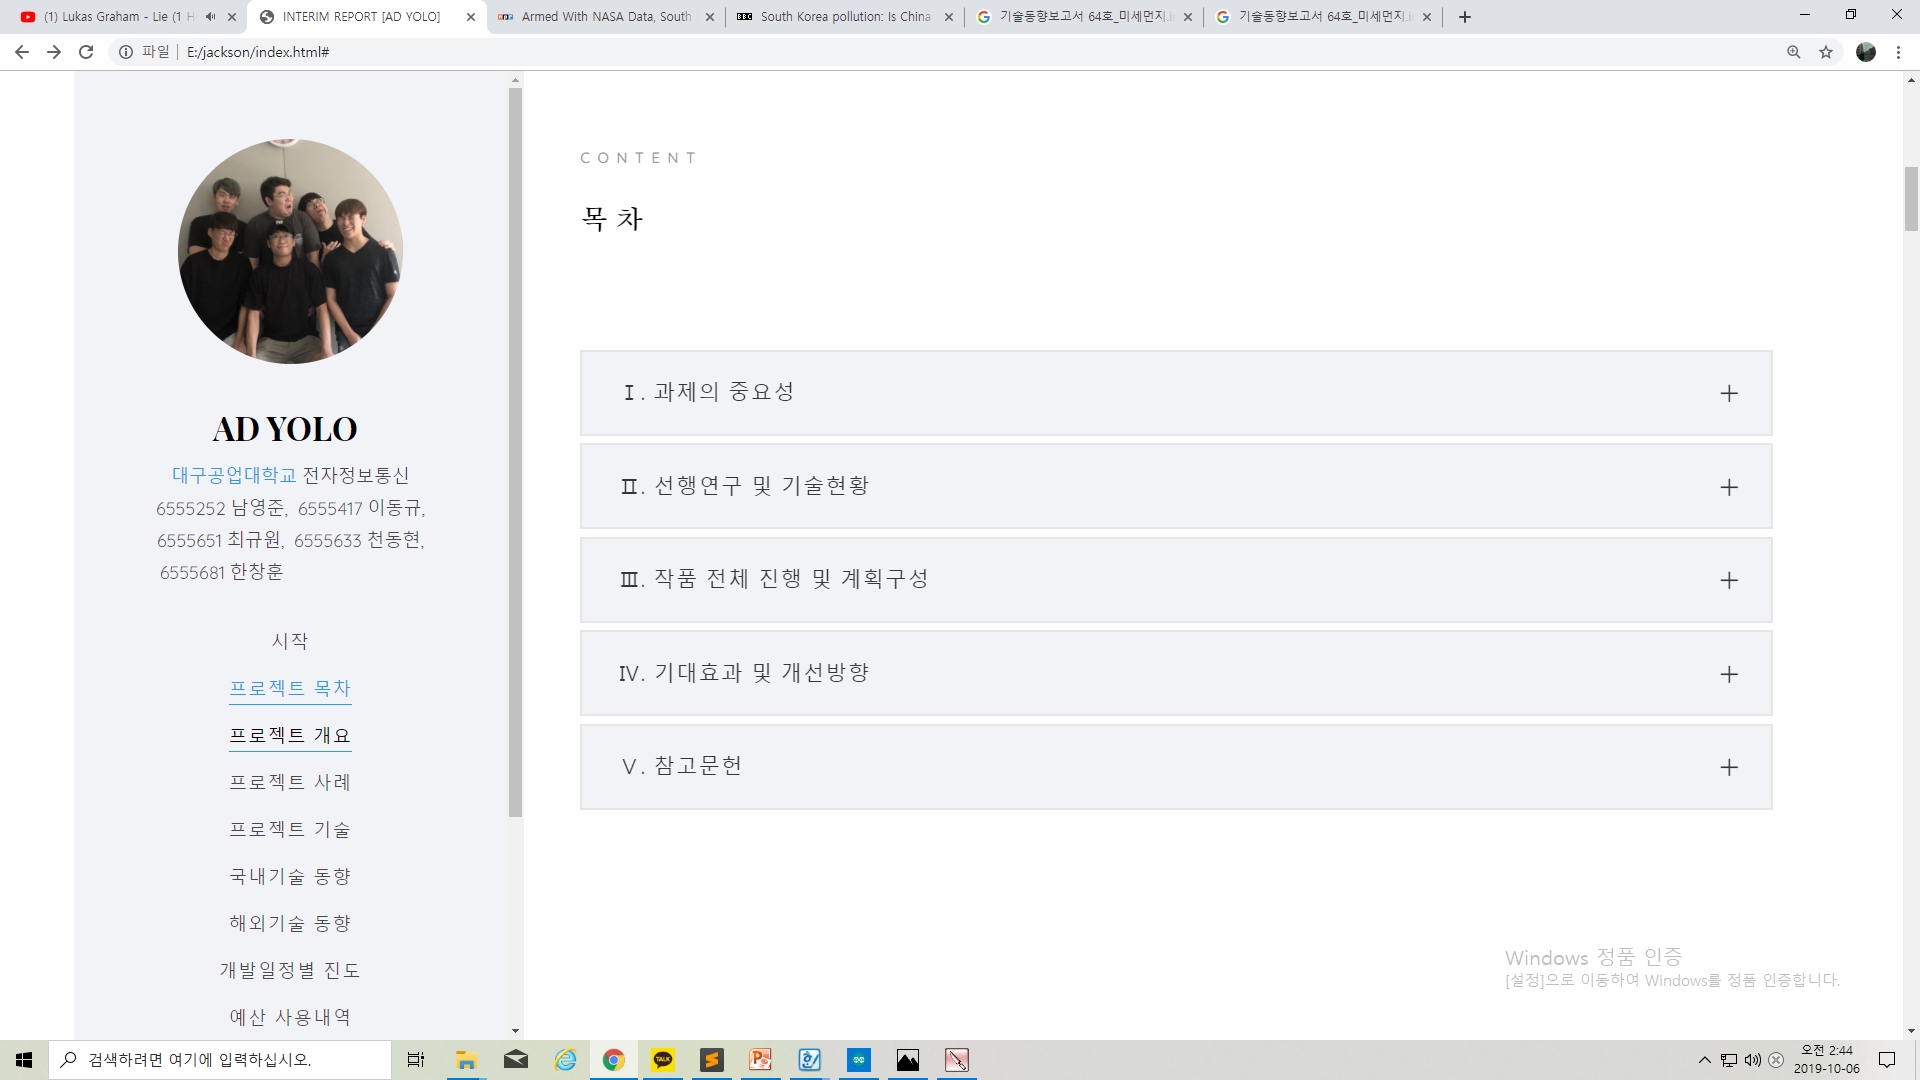 (1) Lukas Graham - Lie (1 H
INTERIM REPORT [AD YOLO]
Armed With NASA Data, South
South Korea pollution: Is China
기술동향보고서 64호_미세먼지.i
기술동향보고서 64호_미세먼지.i
파일
E:/jackson/index.html#
AD YOLO
대구공업대학교 전자정보통신
6555252 남영준, 6555417 이동규,
6555651 최규원, 6555633 천동현,
6555681 한창훈
시작
프로젝트 목차
프로젝트 개요
프로젝트 사례
프로젝트 기술
국내기술 동향
해외기술 동향
개발일정별 진도
예산 사용내역
CONTENT
목 차
Ⅰ. 과제의 중요성
Ⅱ. 선행연구 및 기술현황
Ⅲ. 작품 전체 진행 및 계획구성
Ⅳ. 기대효과 및 개선방향
Ⅴ. 참고문헌
Windows 정품 인증
[설정]으로 이동하여 Windows를 정품 인증합니다.
검색하려면 여기에 입력하십시오.
TALK
오전 2:44
2019-10-06